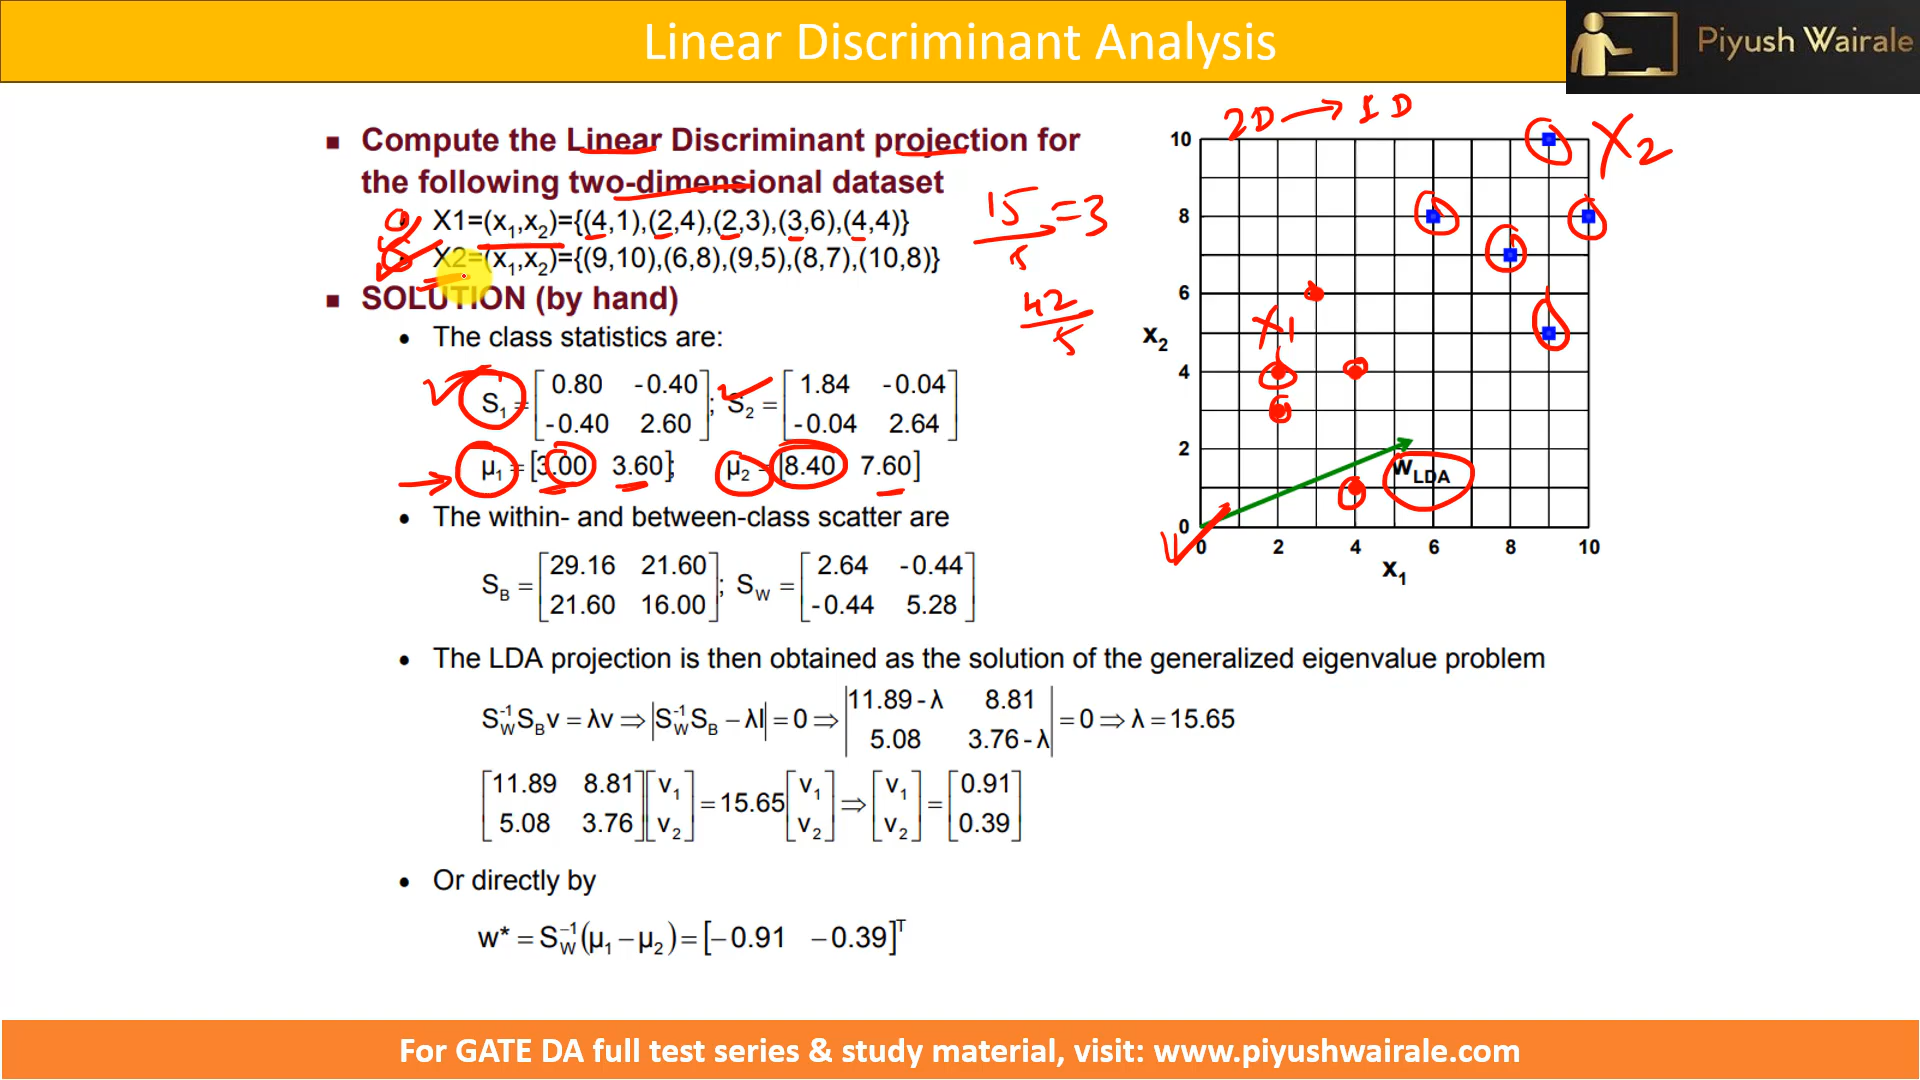 Linear Discriminant Analysis
Piyush Wairale
Compute the Linear Discriminant projection for
the following two-dimensional dataset
X1=(x₁,x₂)={(4,1),(2,4),(2,3),(3,6),(4,4)}
X2=(x₁,x₂)={(9,10),(6,8),(9,5),(8,7),(10,8)}
15/5 =3
42/5
SOLUTION (by hand)
• The class statistics are:
S₁ = [0.80 -0.40; -0.40 2.60]; S₂ = [1.84 -0.04; -0.04 2.64]
μ₁ = [3.00 3.60]; μ₂ = [8.40 7.60]
• The within- and between-class scatter are
S_B = [29.16 21.60; 21.60 16.00]; S_W = [2.64 -0.44; -0.44 5.28]
• The LDA projection is then obtained as the solution of the generalized eigenvalue problem
S_W⁻¹S_Bv = λv ⇒ |S_W⁻¹S_B − λI| = 0 ⇒ |11.89-λ 8.81; 5.08 3.76-λ| = 0 ⇒ λ = 15.65
[11.89 8.81; 5.08 3.76][v₁; v₂] = 15.65[v₁; v₂] ⇒ [v₁; v₂] = [0.91; 0.39]
• Or directly by
w* = S_W⁻¹(μ₁ − μ₂) = [−0.91 −0.39]ᵀ
2D → 1D
X2
X1
10
8
6
4
2
0
x₂
w_LDA
0 2 4 6 8 10
x₁
For GATE DA full test series & study material, visit: www.piyushwairale.com